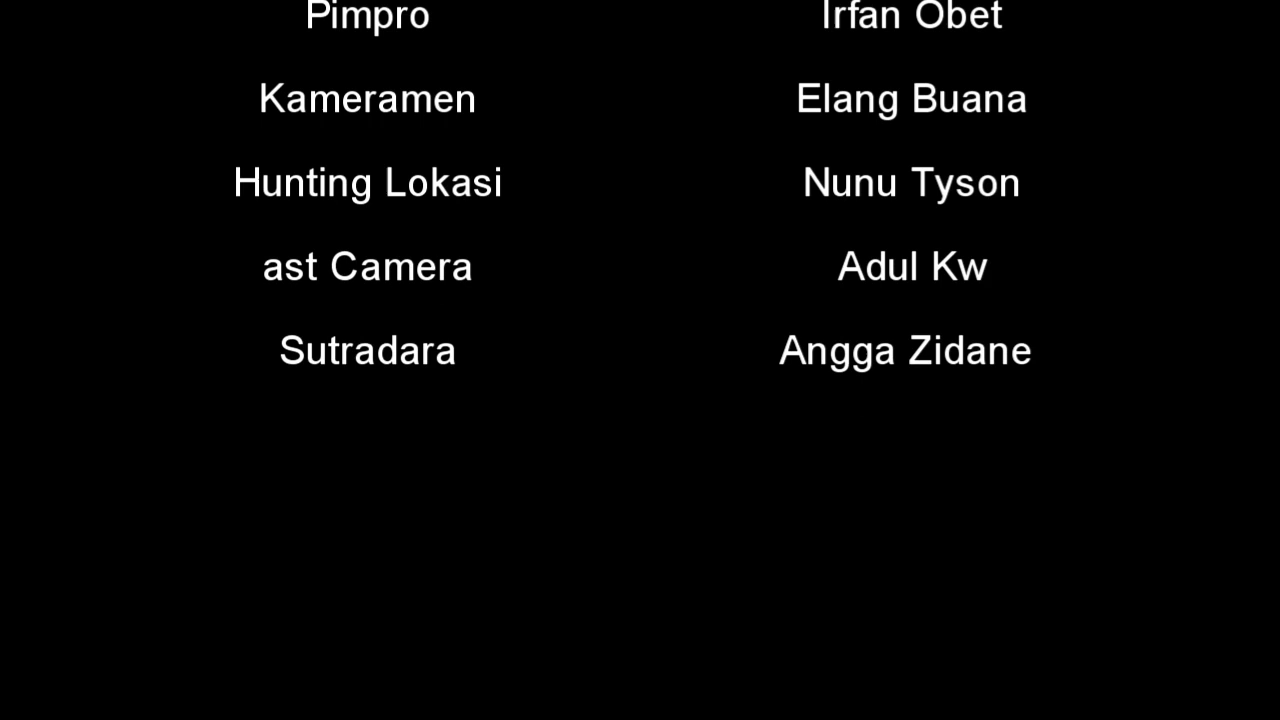 Pimpro Irfan Obet
Kameramen Elang Buana
Hunting Lokasi Nunu Tyson
ast Camera Adul Kw
Sutradara Angga Zidane